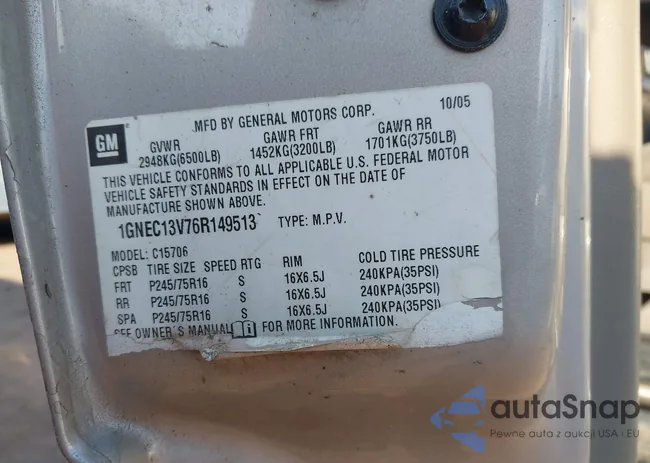 MFD BY GENERAL MOTORS CORP. 10/05
GM
GVWR GAWR FRT GAWR RR
2948KG(6500LB) 1452KG(3200LB) 1701KG(3750LB)
THIS VEHICLE CONFORMS TO ALL APPLICABLE U.S. FEDERAL MOTOR
VEHICLE SAFETY STANDARDS IN EFFECT ON THE DATE OF
MANUFACTURE SHOWN ABOVE.
1GNEC13V76R149513 TYPE: M.P.V.
MODEL: C15706
CPSB TIRE SIZE SPEED RTG RIM COLD TIRE PRESSURE
FRT P245/75R16 S 16X6.5J 240KPA(35PSI)
RR P245/75R16 S 16X6.5J 240KPA(35PSI)
SPA P245/75R16 S 16X6.5J 240KPA(35PSI)
SEE OWNER'S MANUAL FOR MORE INFORMATION.
autaSnap
Pewne auta z aukcji USA i EU